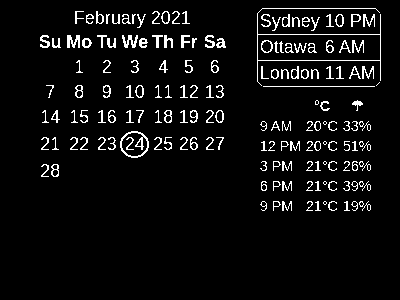 February 2021
Su Mo Tu We Th Fr Sa
1 2 3 4 5 6
7 8 9 10 11 12 13
14 15 16 17 18 19 20
21 22 23 24 25 26 27
28
Sydney 10 PM
Ottawa 6 AM
London 11 AM
°C ☂
9 AM 20°C 33%
12 PM 20°C 51%
3 PM 21°C 26%
6 PM 21°C 39%
9 PM 21°C 19%